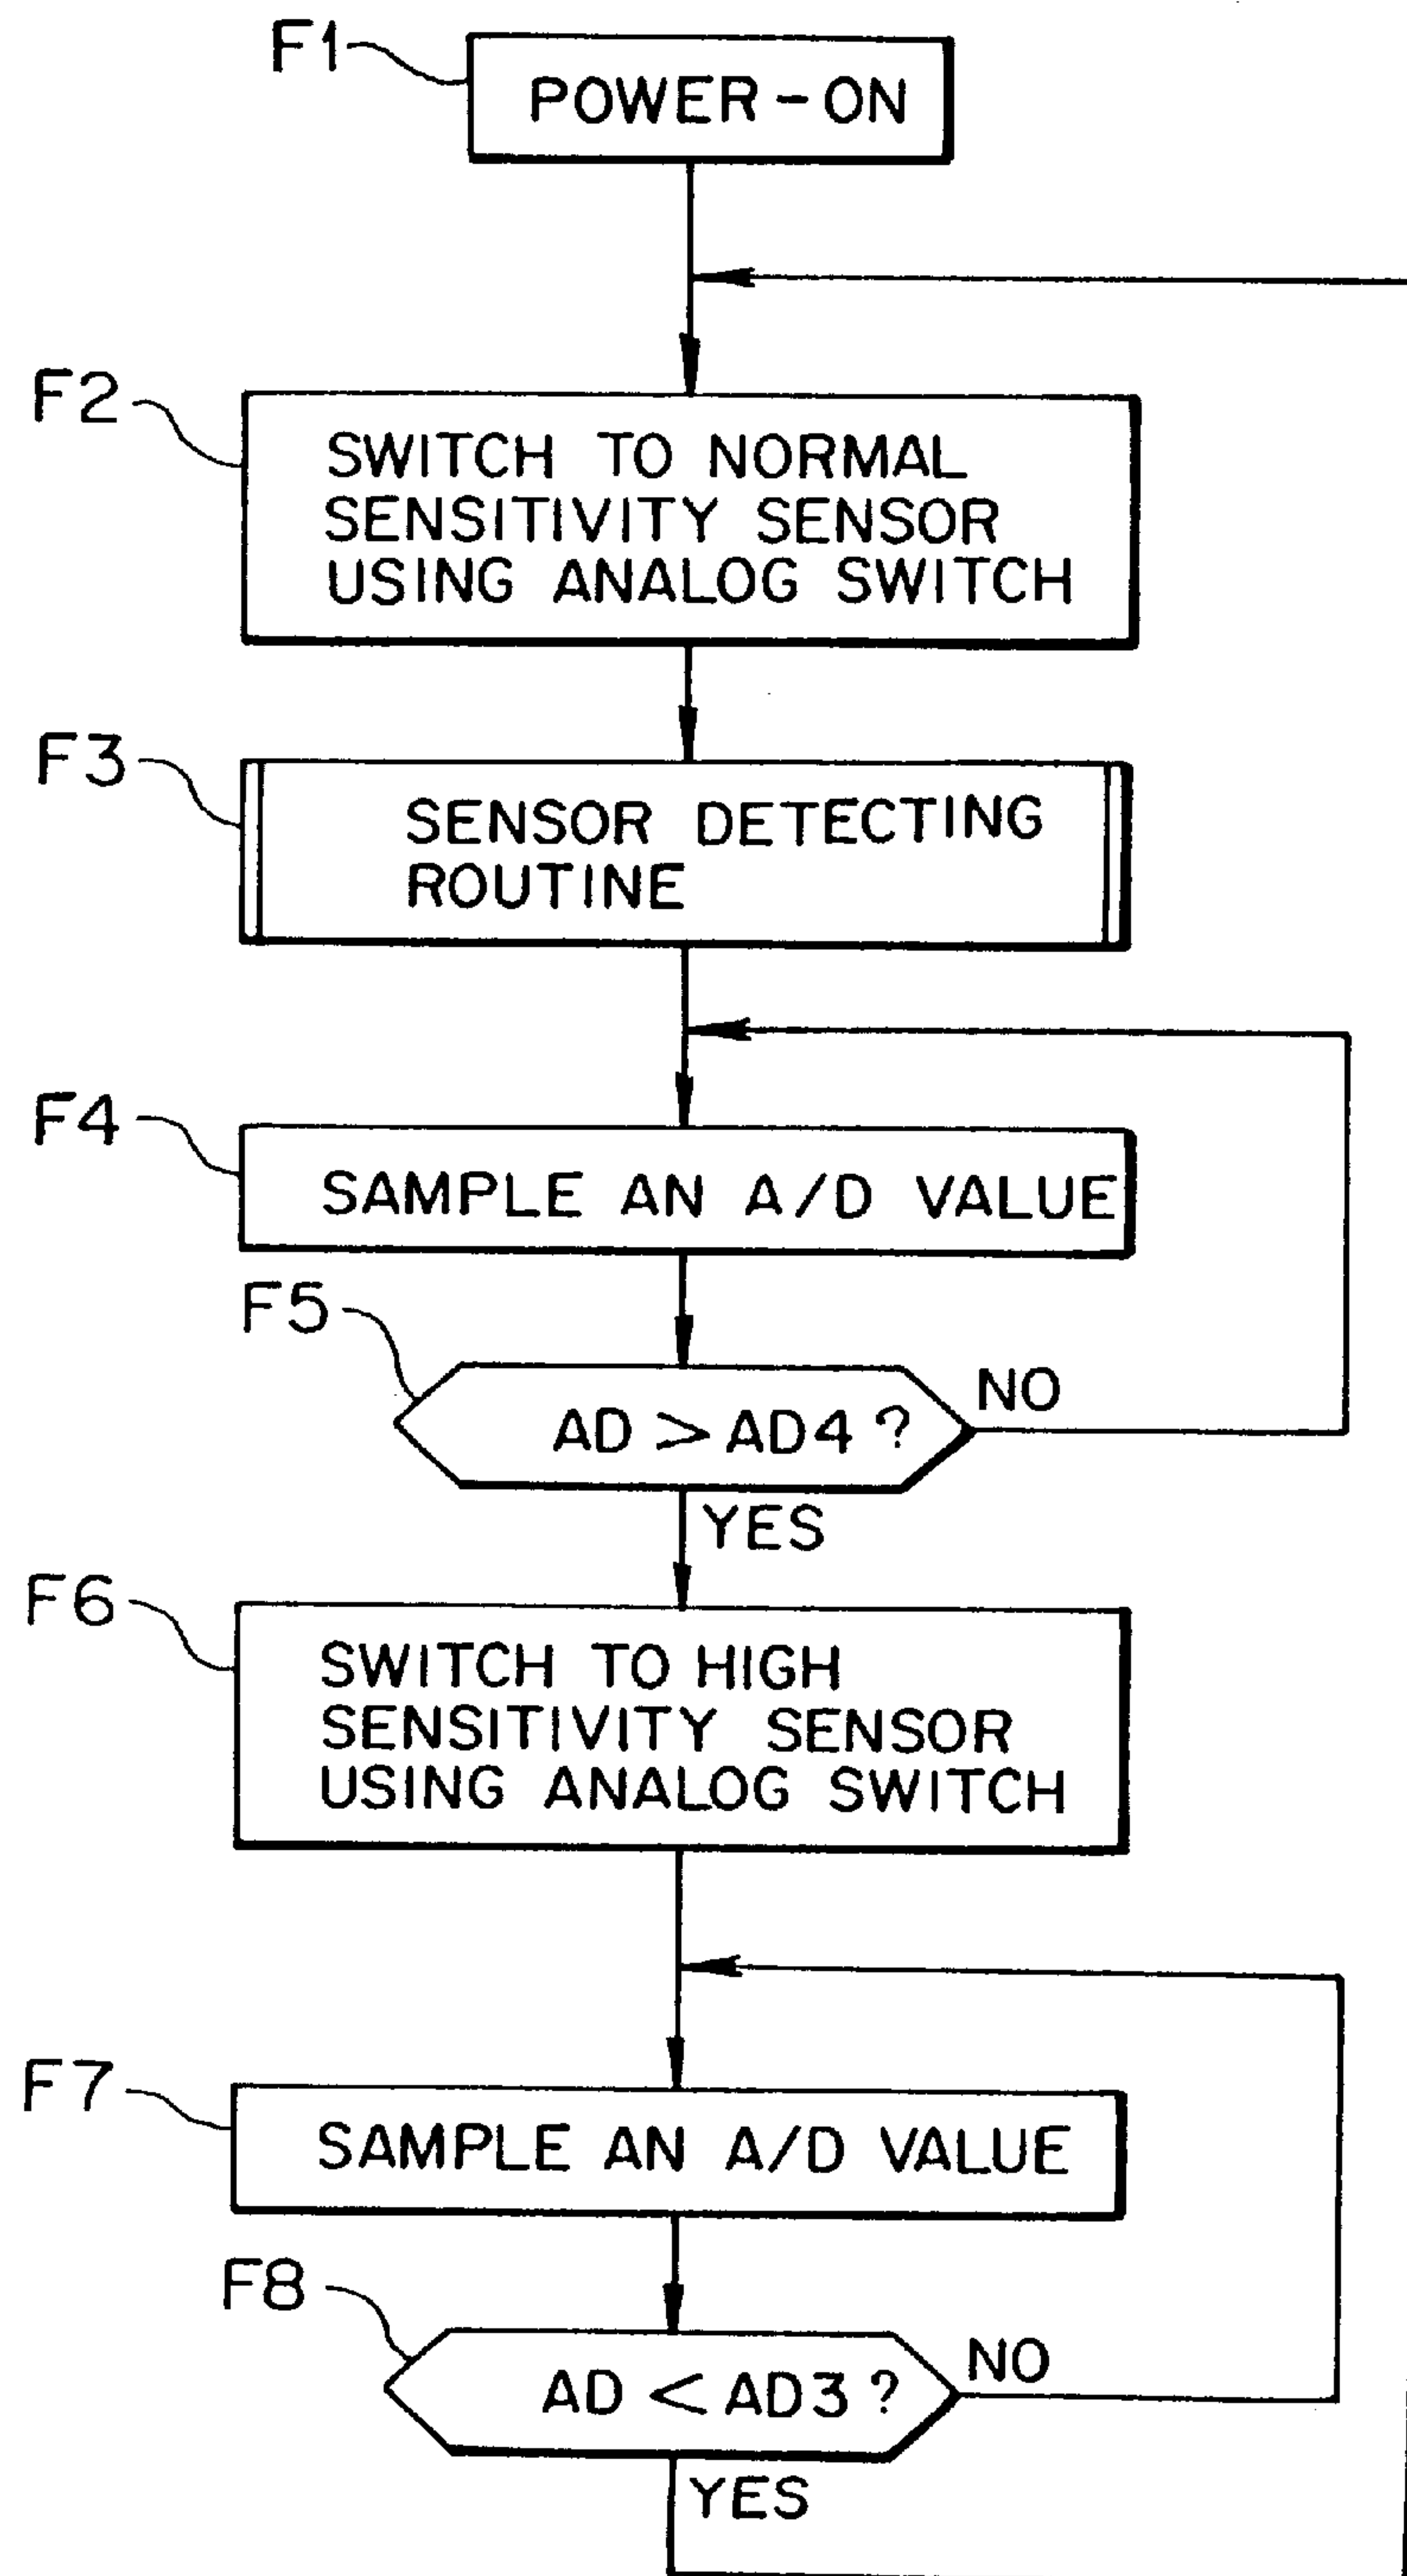 F1
POWER-ON
F2
SWITCH TO NORMAL
SENSITIVITY SENSOR
USING ANALOG SWITCH
F3
SENSOR DETECTING
ROUTINE
F4
SAMPLE AN A/D VALUE
F5
AD > AD4 ?
NO
YES
F6
SWITCH TO HIGH
SENSITIVITY SENSOR
USING ANALOG SWITCH
F7
SAMPLE AN A/D VALUE
F8
AD < AD3 ?
NO
YES